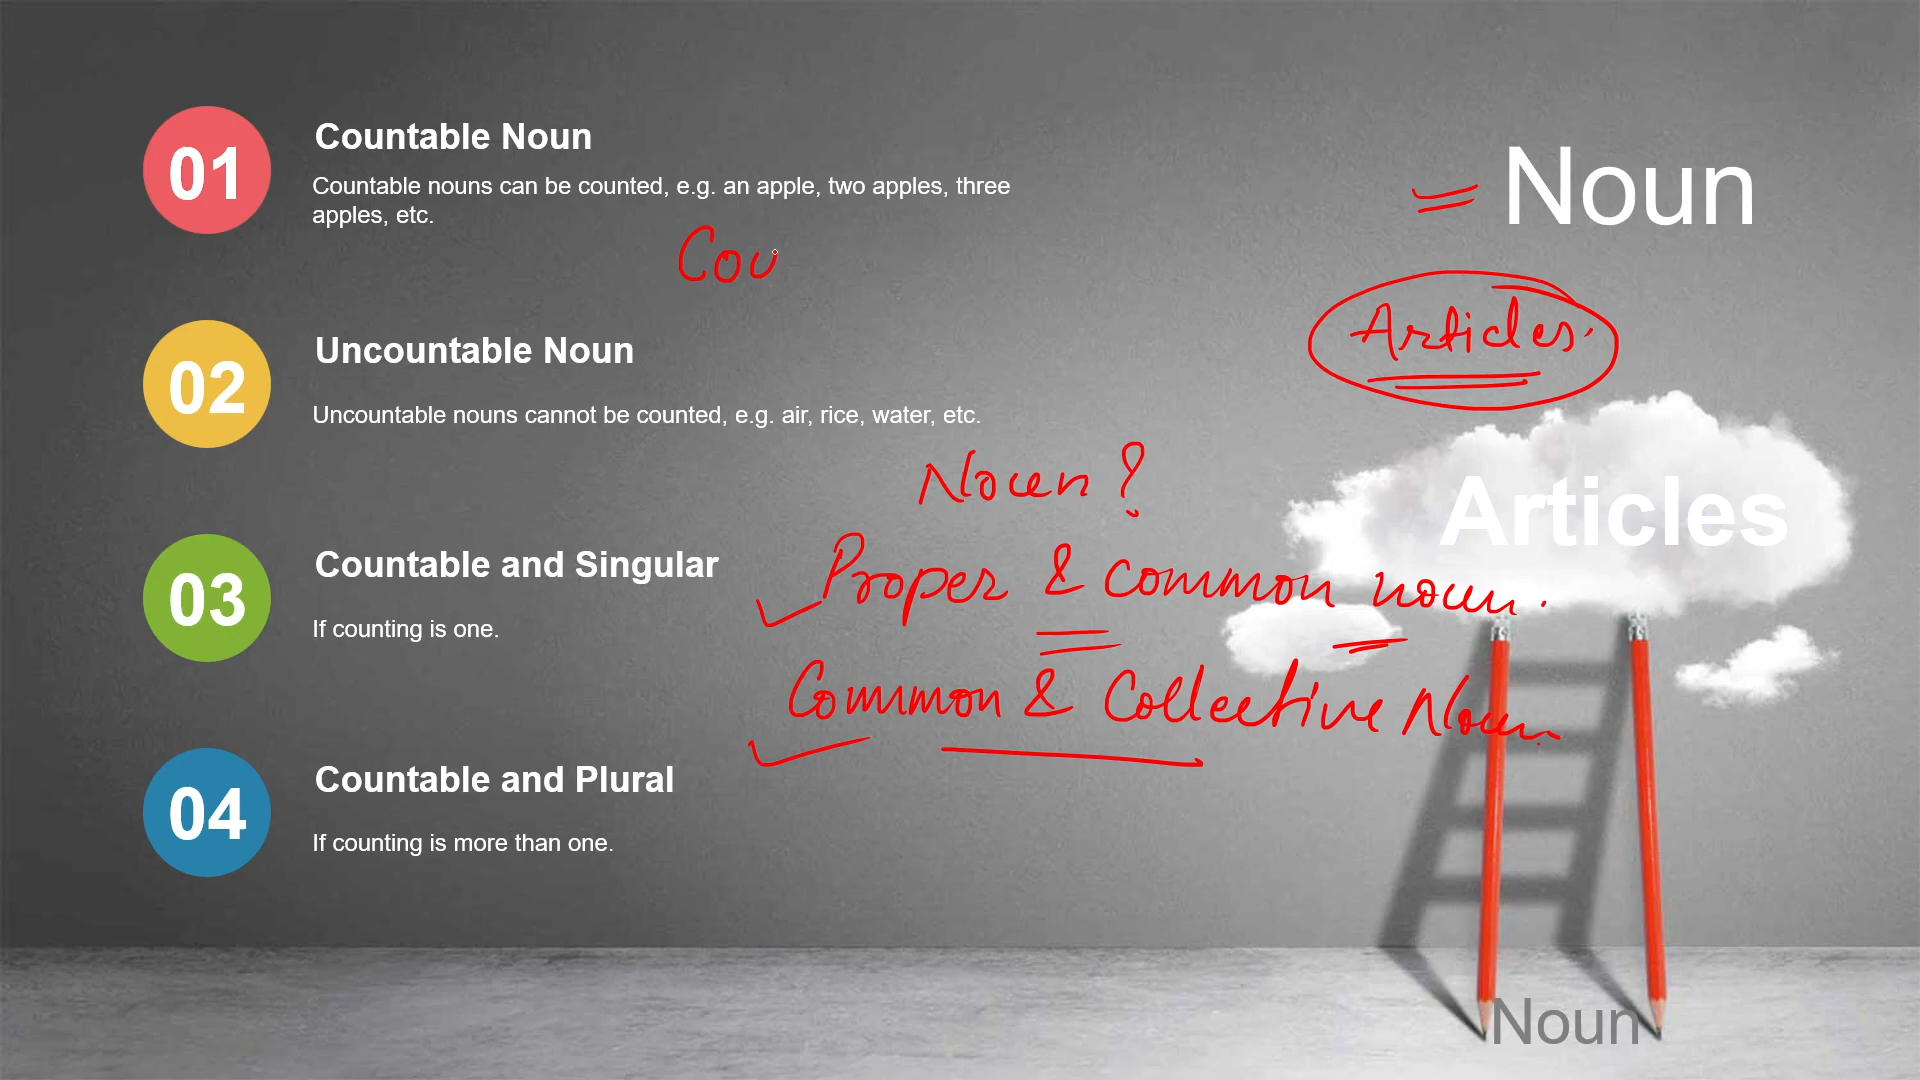 01
Countable Noun
Countable nouns can be counted, e.g. an apple, two apples, three
apples, etc.
Cou
02
Uncountable Noun
Uncountable nouns cannot be counted, e.g. air, rice, water, etc.
03
Countable and Singular
If counting is one.
04
Countable and Plural
If counting is more than one.
= Noun
Articles.
Articles
Noun ?
Proper & common noun.
Common & Collective Noun.
Noun